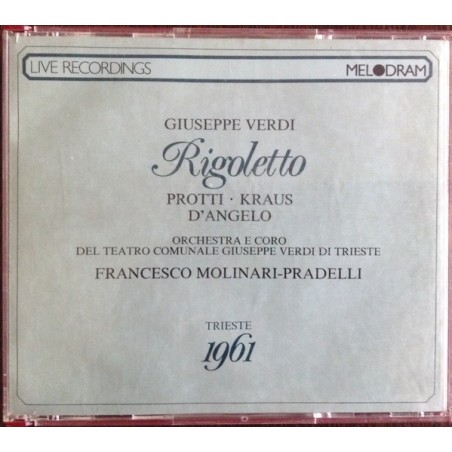 LIVE RECORDINGS
MELODRAM
GIUSEPPE VERDI
Rigoletto
PROTTI · KRAUS
D'ANGELO
ORCHESTRA E CORO
DEL TEATRO COMUNALE GIUSEPPE VERDI DI TRIESTE
FRANCESCO MOLINARI-PRADELLI
TRIESTE
1961